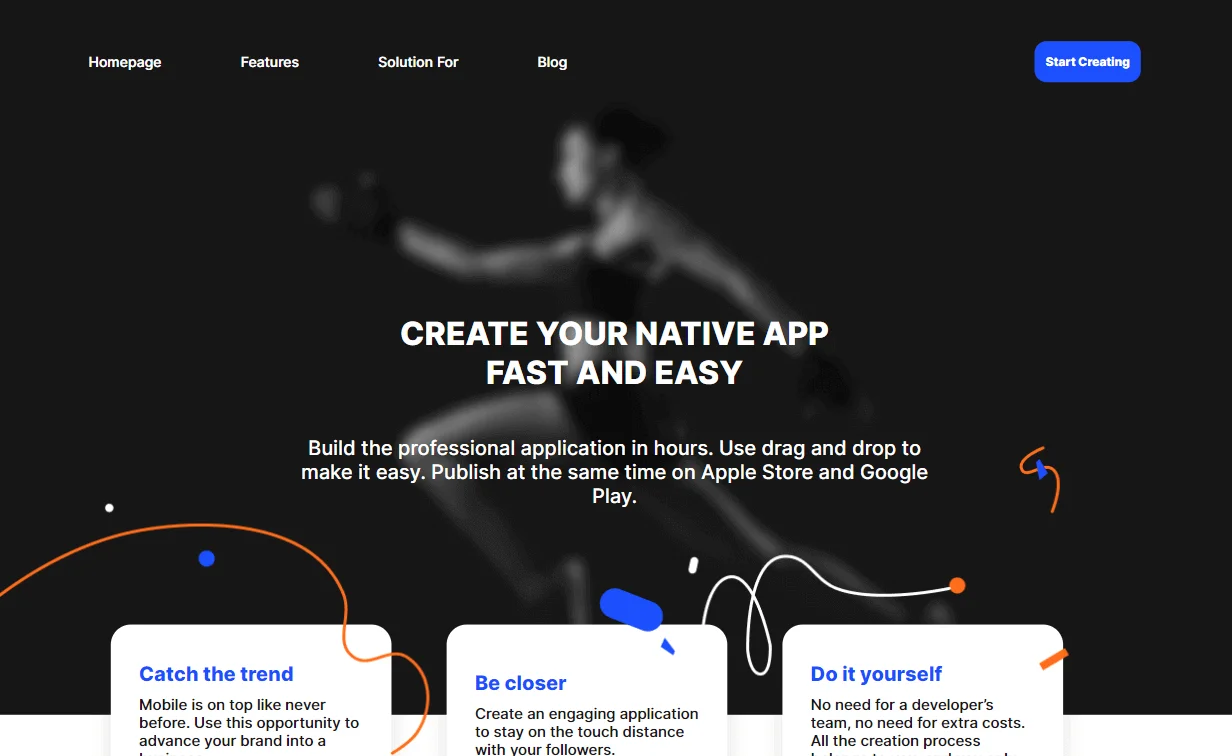 Homepage
Features
Solution For
Blog
Start Creating
CREATE YOUR NATIVE APP
FAST AND EASY
Build the professional application in hours. Use drag and drop to
make it easy. Publish at the same time on Apple Store and Google
Play.
Catch the trend
Mobile is on top like never
before. Use this opportunity to
advance your brand into a
Be closer
Create an engaging application
to stay on the touch distance
with your followers.
Do it yourself
No need for a developer’s
team, no need for extra costs.
All the creation process